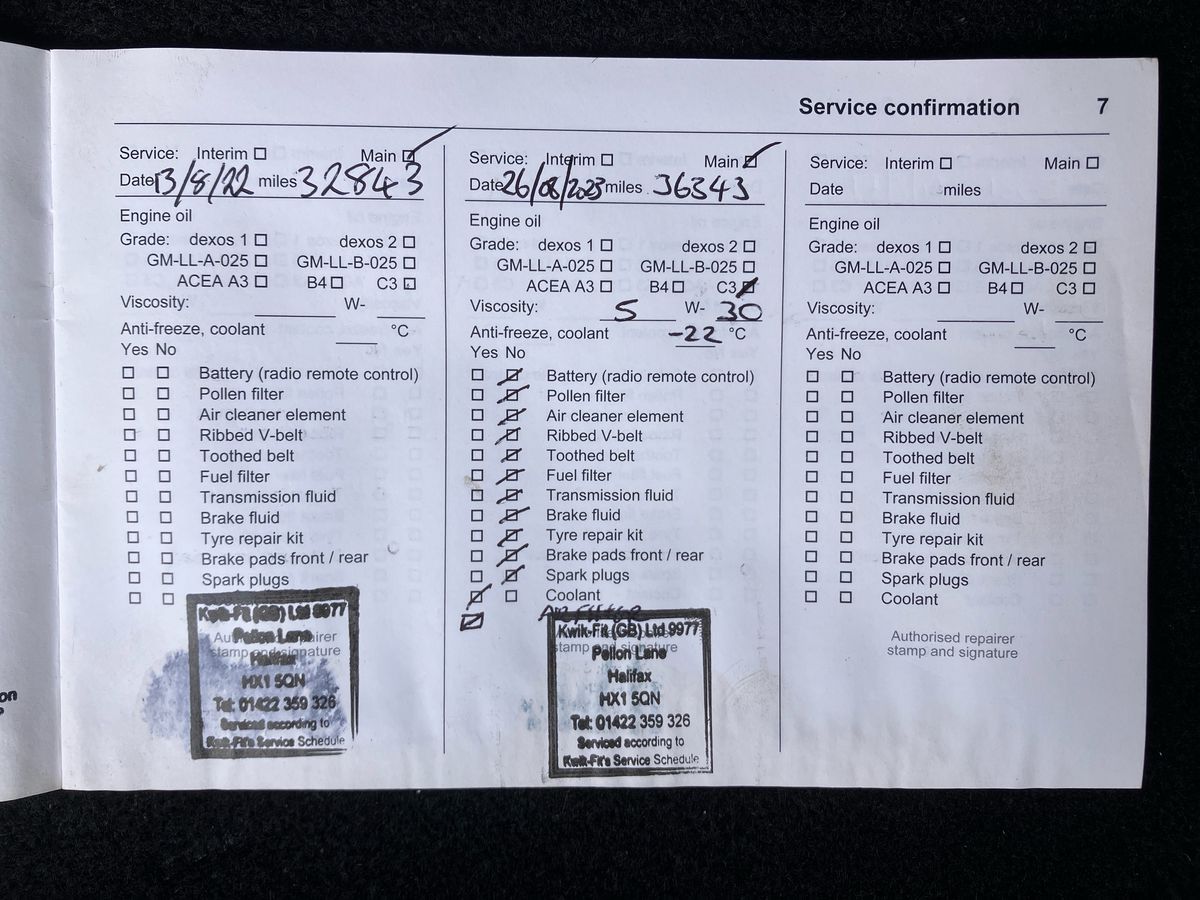 Service confirmation 7
Service: Interim ☐ Main ☑
Date 13/8/22 miles 32843
Engine oil
Grade: dexos 1 ☐ dexos 2 ☐
GM-LL-A-025 ☐ GM-LL-B-025 ☐
ACEA A3 ☐ B4 ☐ C3 ☐
Viscosity: W-
Anti-freeze, coolant °C
Yes No
☐ ☐ Battery (radio remote control)
☐ ☐ Pollen filter
☐ ☐ Air cleaner element
☐ ☐ Ribbed V-belt
☐ ☐ Toothed belt
☐ ☐ Fuel filter
☐ ☐ Transmission fluid
☐ ☐ Brake fluid
☐ ☐ Tyre repair kit
☐ ☐ Brake pads front / rear
☐ ☐ Spark plugs
☐ ☐
Kwik-Fit (GB) Ltd 9977
Pellon Lane
Authorised repairer
stamp and signature
Halifax
HX1 5QN
Tel: 01422 359 326
Serviced according to
Kwik-Fit's Service Schedule
Service: Interim ☐ Main ☑
Date 26/08/2023 miles 36343
Engine oil
Grade: dexos 1 ☐ dexos 2 ☐
GM-LL-A-025 ☐ GM-LL-B-025 ☐
ACEA A3 ☐ B4 ☐ C3 ☑
Viscosity: 5 W- 30
Anti-freeze, coolant -22 °C
Yes No
☐ ☑ Battery (radio remote control)
☐ ☑ Pollen filter
☐ ☑ Air cleaner element
☐ ☑ Ribbed V-belt
☐ ☑ Toothed belt
☐ ☑ Fuel filter
☐ ☑ Transmission fluid
☐ ☑ Brake fluid
☐ ☑ Tyre repair kit
☐ ☑ Brake pads front / rear
☐ ☑ Spark plugs
☑ ☐ Coolant
☑ AIR FILTER
Kwik-Fit (GB) Ltd 9977
stamp and signature
Pellon Lane
Halifax
HX1 5QN
Tel: 01422 359 326
Serviced according to
Kwik-Fit's Service Schedule
Service: Interim ☐ Main ☐
Date miles
Engine oil
Grade: dexos 1 ☐ dexos 2 ☐
GM-LL-A-025 ☐ GM-LL-B-025 ☐
ACEA A3 ☐ B4 ☐ C3 ☐
Viscosity: W-
Anti-freeze, coolant °C
Yes No
☐ ☐ Battery (radio remote control)
☐ ☐ Pollen filter
☐ ☐ Air cleaner element
☐ ☐ Ribbed V-belt
☐ ☐ Toothed belt
☐ ☐ Fuel filter
☐ ☐ Transmission fluid
☐ ☐ Brake fluid
☐ ☐ Tyre repair kit
☐ ☐ Brake pads front / rear
☐ ☐ Spark plugs
☐ ☐ Coolant
Authorised repairer
stamp and signature